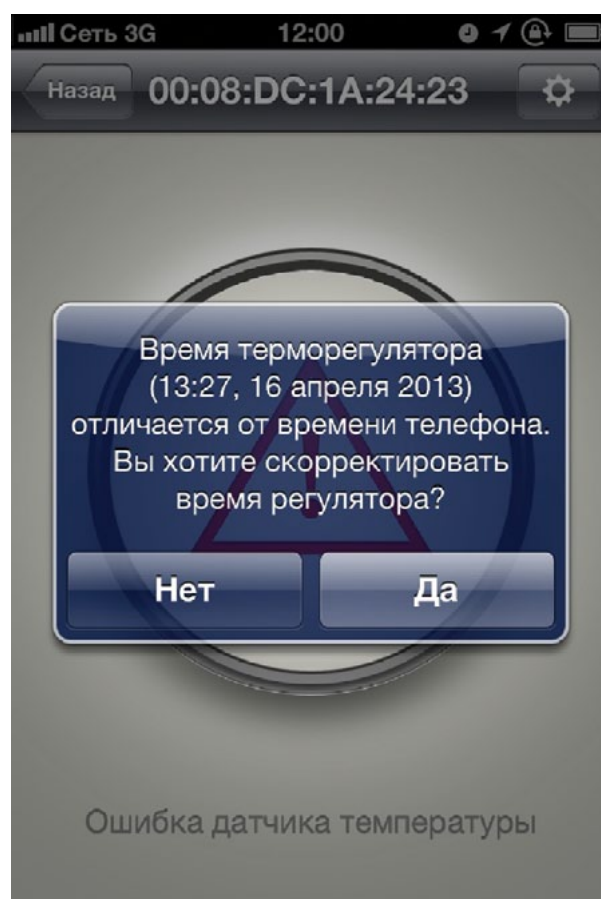 Сеть 3G 12:00
Назад 00:08:DC:1A:24:23
Время терморегулятора
(13:27, 16 апреля 2013)
отличается от времени телефона.
Вы хотите скорректировать
время регулятора?
Нет Да
Ошибка датчика температуры